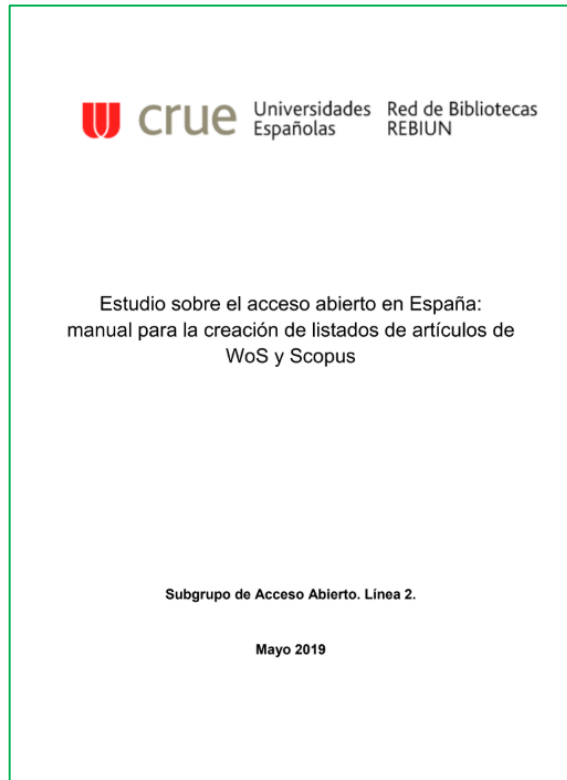 crue Universidades Red de Bibliotecas
Españolas REBIUN
Estudio sobre el acceso abierto en España:
manual para la creación de listados de artículos de
WoS y Scopus
Subgrupo de Acceso Abierto. Línea 2.
Mayo 2019